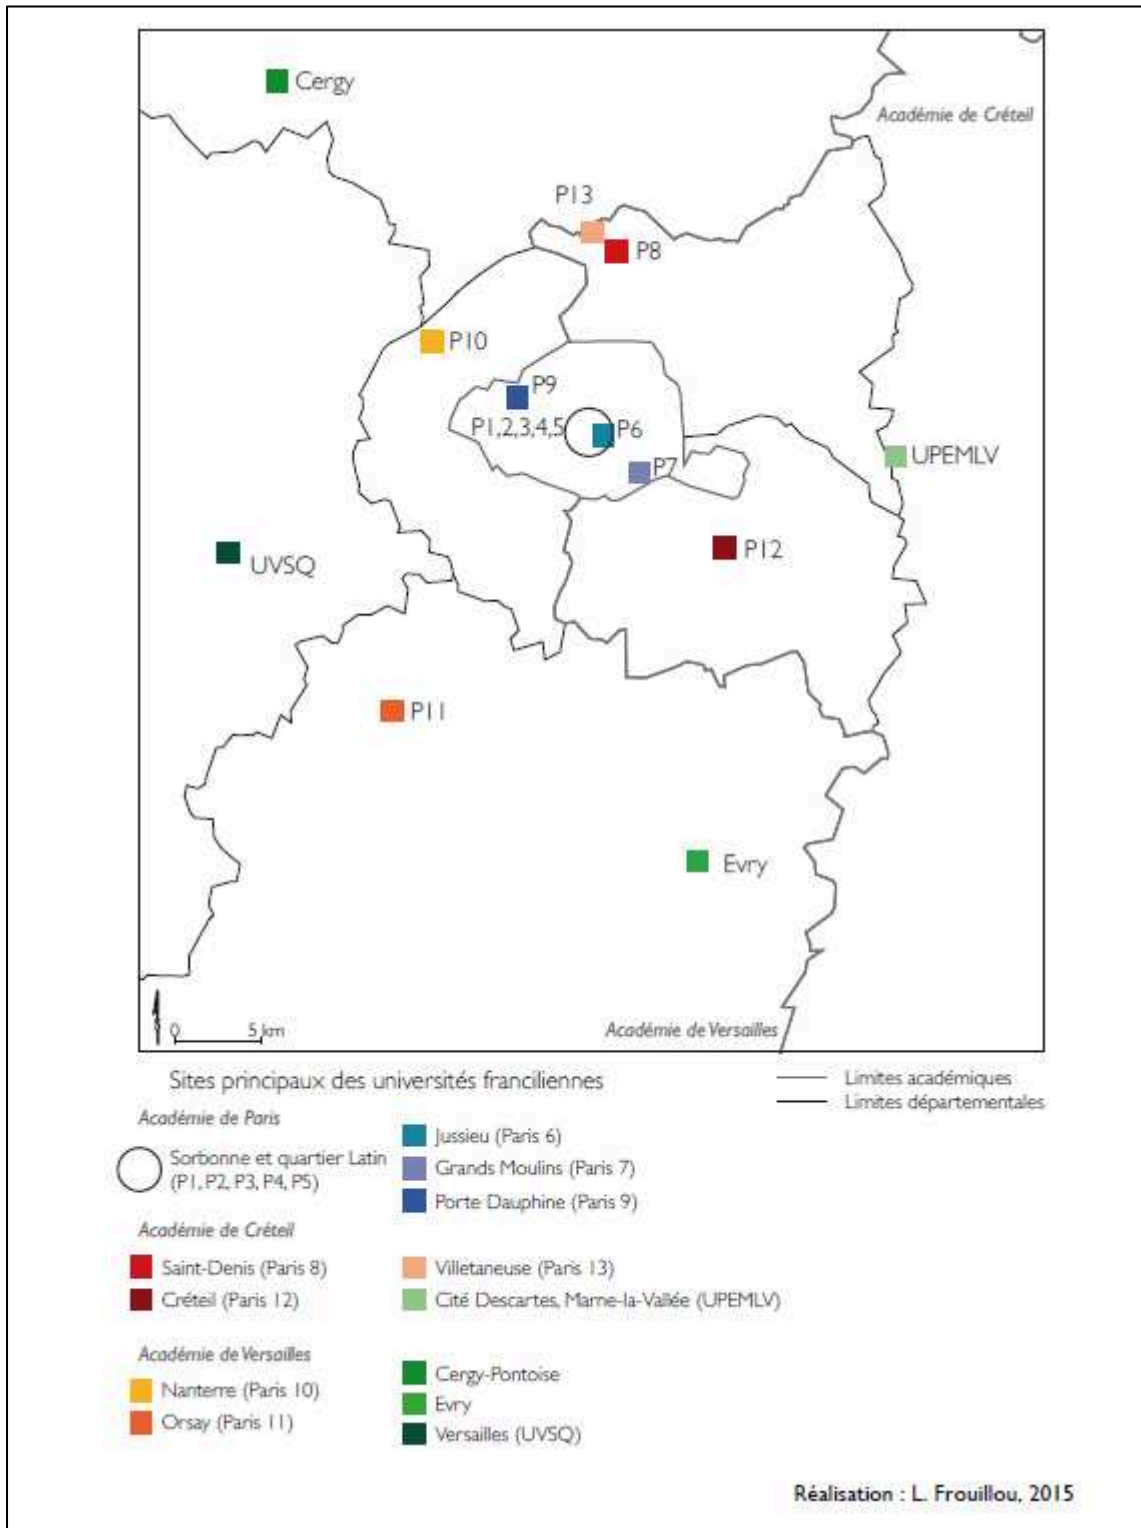 Cergy
Académie de Créteil
P13
P8
P10
P9
P1,2,3,4,5
P6
P7
UPEMLV
P12
UVSQ
P11
Evry
0 5 km
Académie de Versailles
Sites principaux des universités franciliennes
Limites académiques
Limites départementales
Académie de Paris
Sorbonne et quartier Latin
(P1, P2, P3, P4, P5)
Jussieu (Paris 6)
Grands Moulins (Paris 7)
Porte Dauphine (Paris 9)
Académie de Créteil
Saint-Denis (Paris 8)
Créteil (Paris 12)
Villetaneuse (Paris 13)
Cité Descartes, Marne-la-Vallée (UPEMLV)
Académie de Versailles
Nanterre (Paris 10)
Orsay (Paris 11)
Cergy-Pontoise
Evry
Versailles (UVSQ)
Réalisation : L. Frouillou, 2015